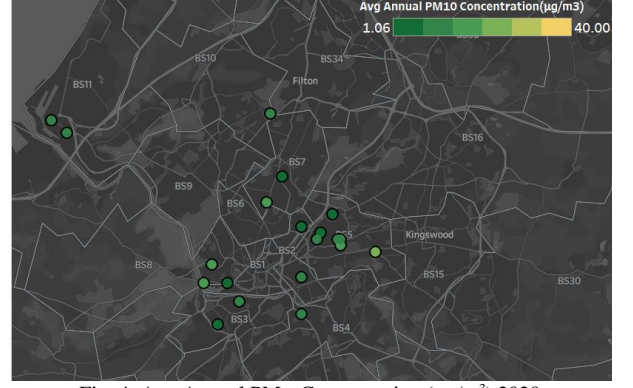 Avg Annual PM10 Concentration(µg/m3)
1.06 40.00
BS10
BS34
Filton
BS11
BS16
BS7
BS9
BS6
BS5
Kingswood
BS2
BS8
BS1
BS15
BS30
BS3
BS4